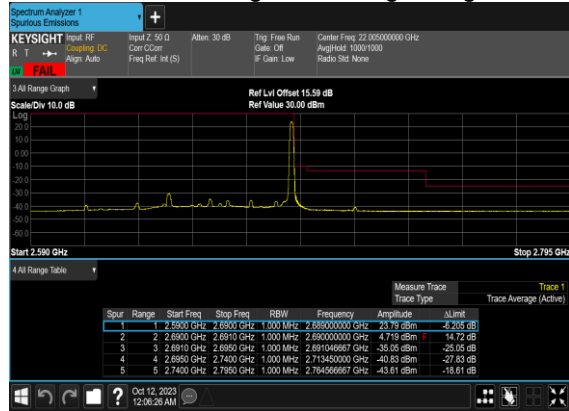 Spectrum Analyzer 1
Spurious Emissions
+
KEYSIGHT Input: RF Input Z: 50 Ω Atten: 30 dB Trig: Free Run Center Freq: 22.005000000 GHz
R T Coupling: DC Corr CCorr Gate: Off Avg|Hold: 1000/1000
Align: Auto Freq Ref: Int (S) IF Gain: Low Radio Std: None
FAIL
3 All Range Graph
Ref Lvl Offset 15.59 dB
Scale/Div 10.0 dB Ref Value 30.00 dBm
Log
20.0
10.0
0.00
-10.0
-20.0
-30.0
-40.0
-50.0
-60.0
Start 2.590 GHz Stop 2.795 GHz
4 All Range Table
Measure Trace Trace 1
Trace Type Trace Average (Active)
Spur Range Start Freq Stop Freq RBW Frequency Amplitude ΔLimit
1 1 2.5900 GHz 2.6900 GHz 1.000 MHz 2.689000000 GHz 23.79 dBm -6.205 dB
2 2 2.6900 GHz 2.6910 GHz 1.000 MHz 2.690000000 GHz 4.719 dBm F 14.72 dB
3 3 2.6910 GHz 2.6950 GHz 1.000 MHz 2.691046667 GHz -35.05 dBm -25.05 dB
4 4 2.6950 GHz 2.7400 GHz 1.000 MHz 2.713450000 GHz -40.83 dBm -27.83 dB
5 5 2.7400 GHz 2.7950 GHz 1.000 MHz 2.764566667 GHz -43.61 dBm -18.61 dB
? Oct 12, 2023
12:06:26 AM